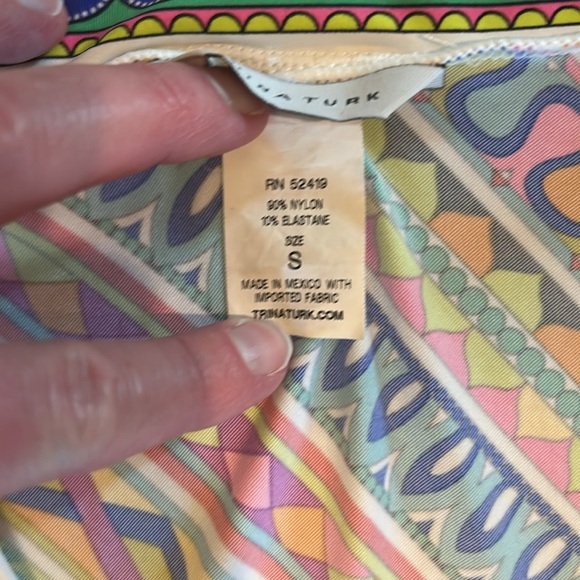 TRINA TURK
RN 52419
90% NYLON
10% ELASTANE
SIZE
S
MADE IN MEXICO WITH
IMPORTED FABRIC
TRINATURK.COM